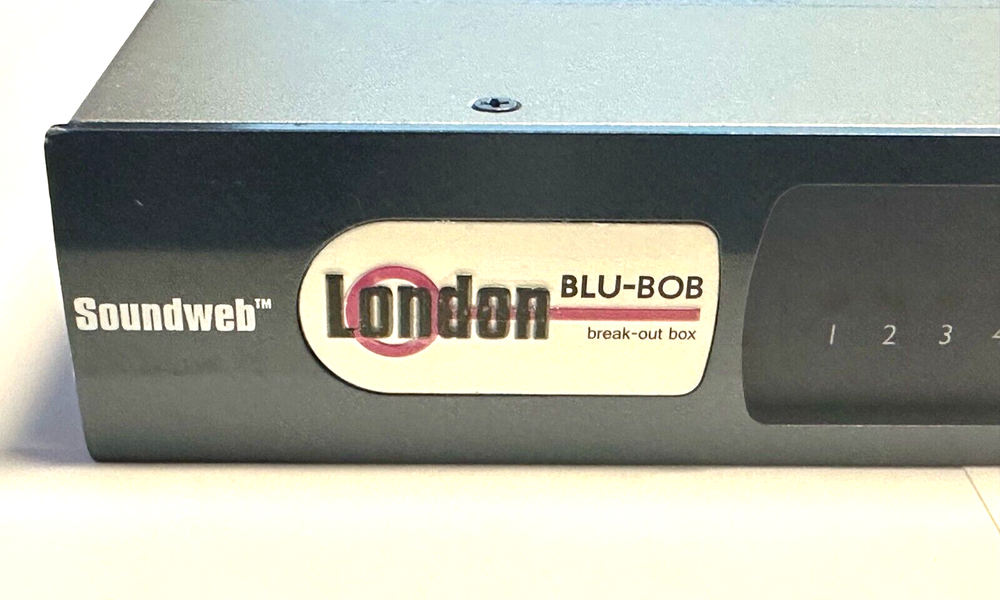 Soundweb™
London
BLU-BOB
break-out box
1 2 3